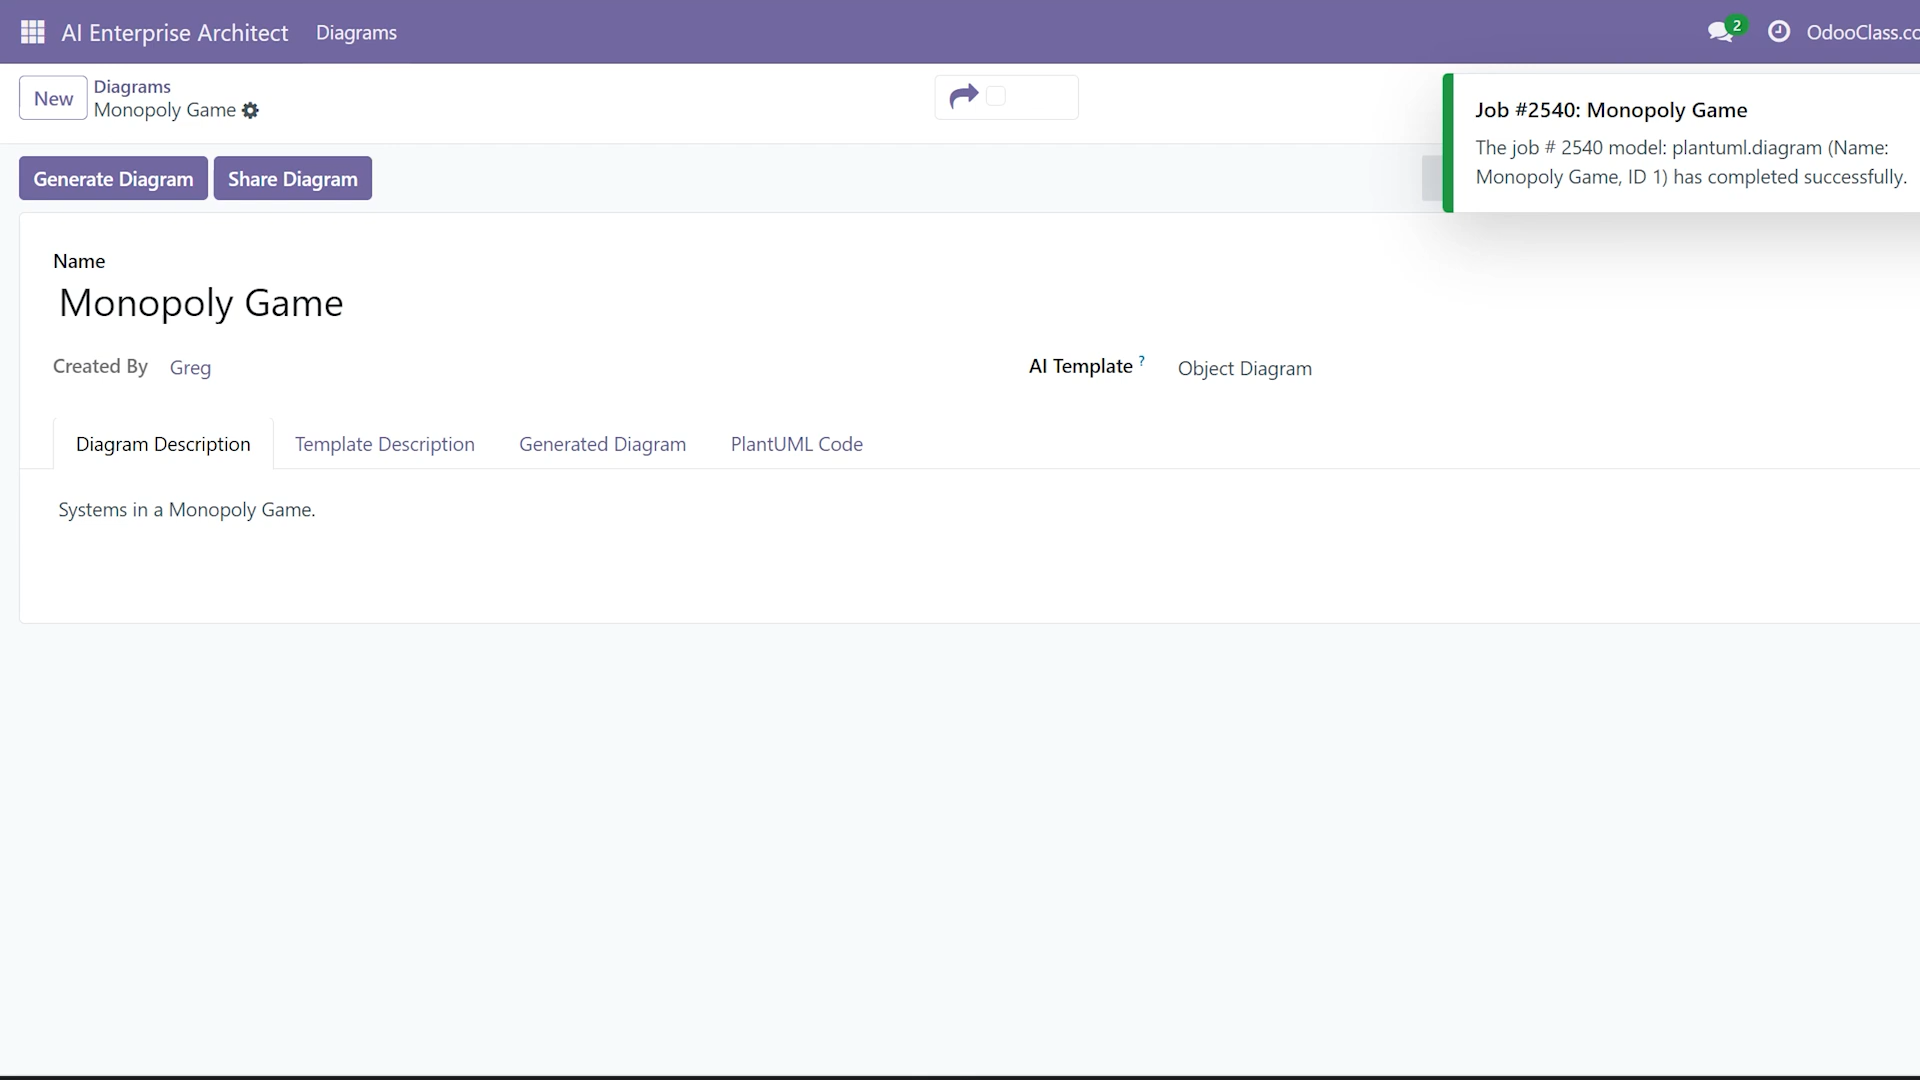 AI Enterprise Architect
Diagrams
2
OdooClass.co
New
Diagrams
Monopoly Game
Job #2540: Monopoly Game
The job # 2540 model: plantuml.diagram (Name:
Monopoly Game, ID 1) has completed successfully.
Generate Diagram
Share Diagram
Name
Monopoly Game
Created By
Greg
AI Template ?
Object Diagram
Diagram Description
Template Description
Generated Diagram
PlantUML Code
Systems in a Monopoly Game.